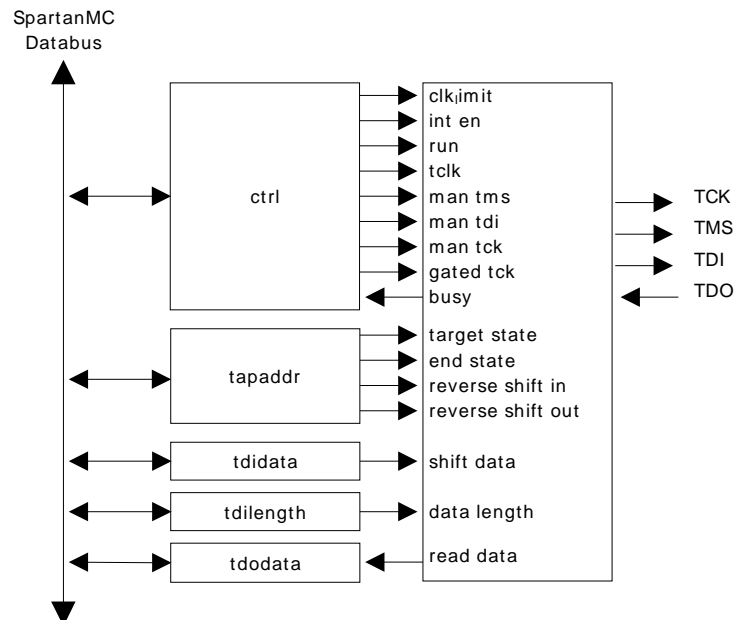 SpartanMC
Databus
ctrl
clklimit
int en
run
tclk
man tms
man tdi
man tck
gated tck
busy
TCK
TMS
TDI
TDO
tapaddr
target state
end state
reverse shift in
reverse shift out
tdidata
shift data
tdilength
data length
tdodata
read data